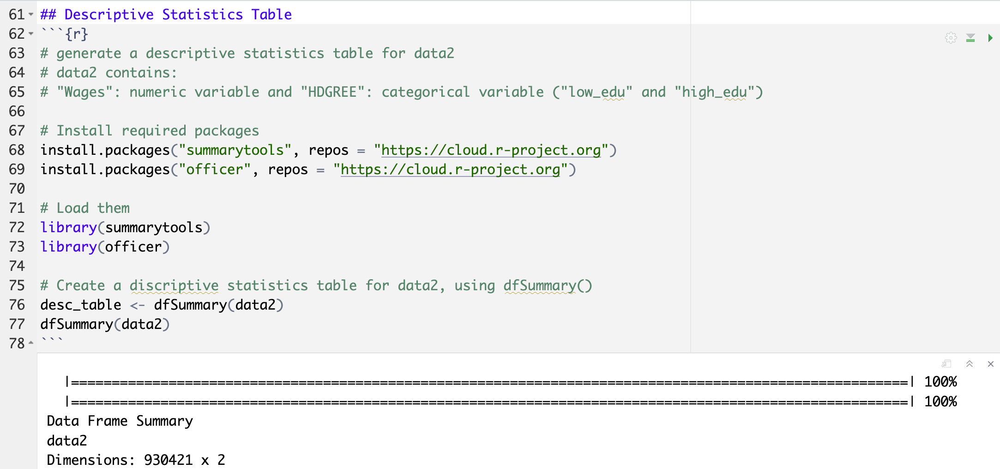 61 ## Descriptive Statistics Table
62 ```{r}
63 # generate a descriptive statistics table for data2
64 # data2 contains:
65 # "Wages": numeric variable and "HDGREE": categorical variable ("low_edu" and "high_edu")
66
67 # Install required packages
68 install.packages("summarytools", repos = "https://cloud.r-project.org")
69 install.packages("officer", repos = "https://cloud.r-project.org")
70
71 # Load them
72 library(summarytools)
73 library(officer)
74
75 # Create a discriptive statistics table for data2, using dfSummary()
76 desc_table <- dfSummary(data2)
77 dfSummary(data2)
78 ```
|=======================================================================================================| 100%
|=======================================================================================================| 100%
Data Frame Summary
data2
Dimensions: 930421 x 2